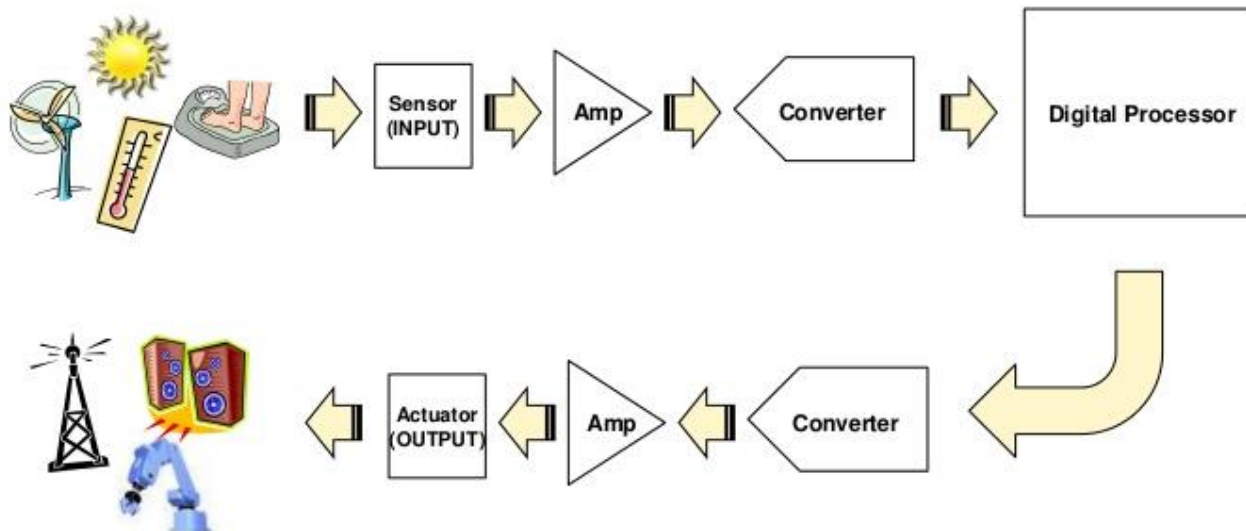 Sensor
(INPUT)
Amp
Converter
Digital Processor
Actuator
(OUTPUT)
Amp
Converter